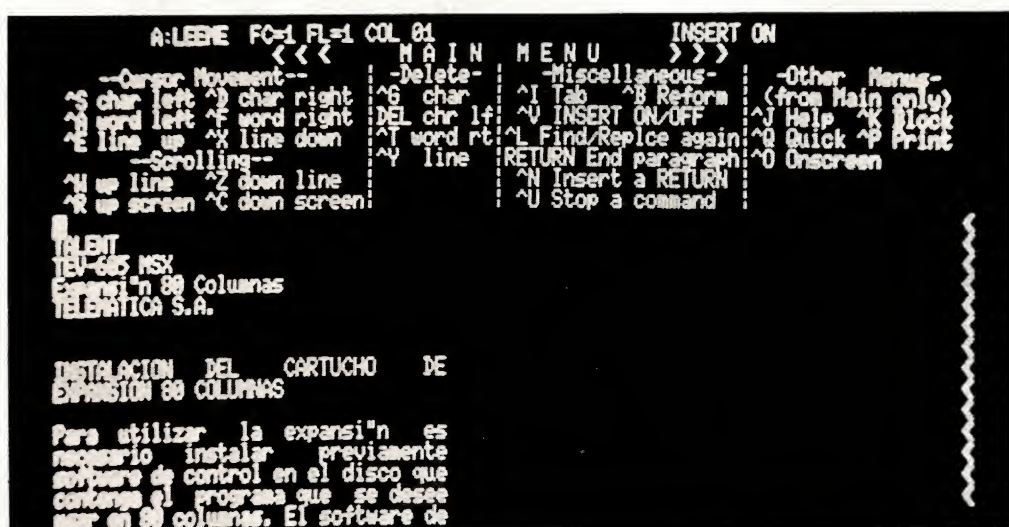 A:LEEME FC=1 FL=1 COL 01 INSERT ON
< < < M A I N M E N U > > >
--Cursor Movement-- | -Delete- | -Miscellaneous- | -Other Menus-
^S char left ^D char right |^G char | ^I Tab ^B Reform | (from Main only)
^A word left ^F word right |DEL chr lf| ^V INSERT ON/OFF |^J Help ^K Block
^E line up ^X line down |^T word rt|^L Find/Replce again|^Q Quick ^P Print
--Scrolling-- |^Y line |RETURN End paragraph|^O Onscreen
^W up line ^Z down line | | ^N Insert a RETURN |
^R up screen ^C down screen| | ^U Stop a command |
TALENT
TEV-605 MSX
Expansi"n 80 Columnas
TELEMATICA S.A.
INSTALACION DEL CARTUCHO DE
EXPANSION 80 COLUMNAS
Para utilizar la expansi"n es
necesario instalar previamente
software de control en el disco que
contenga el programa que se desee
usar en 80 columnas. El software de